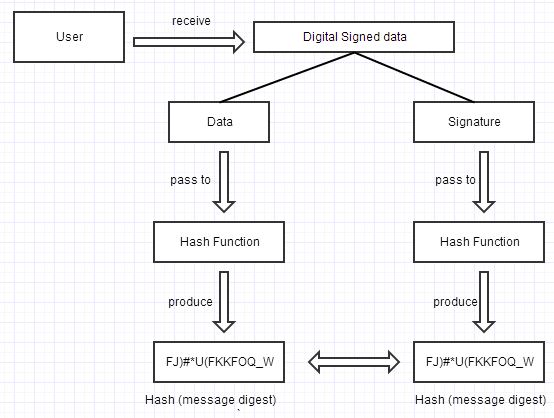 User
receive
Digital Signed data
Data
Signature
pass to
pass to
Hash Function
Hash Function
produce
produce
FJ)#*U(FKKFOQ_W
FJ)#*U(FKKFOQ_W
Hash (message digest)
Hash (message digest)